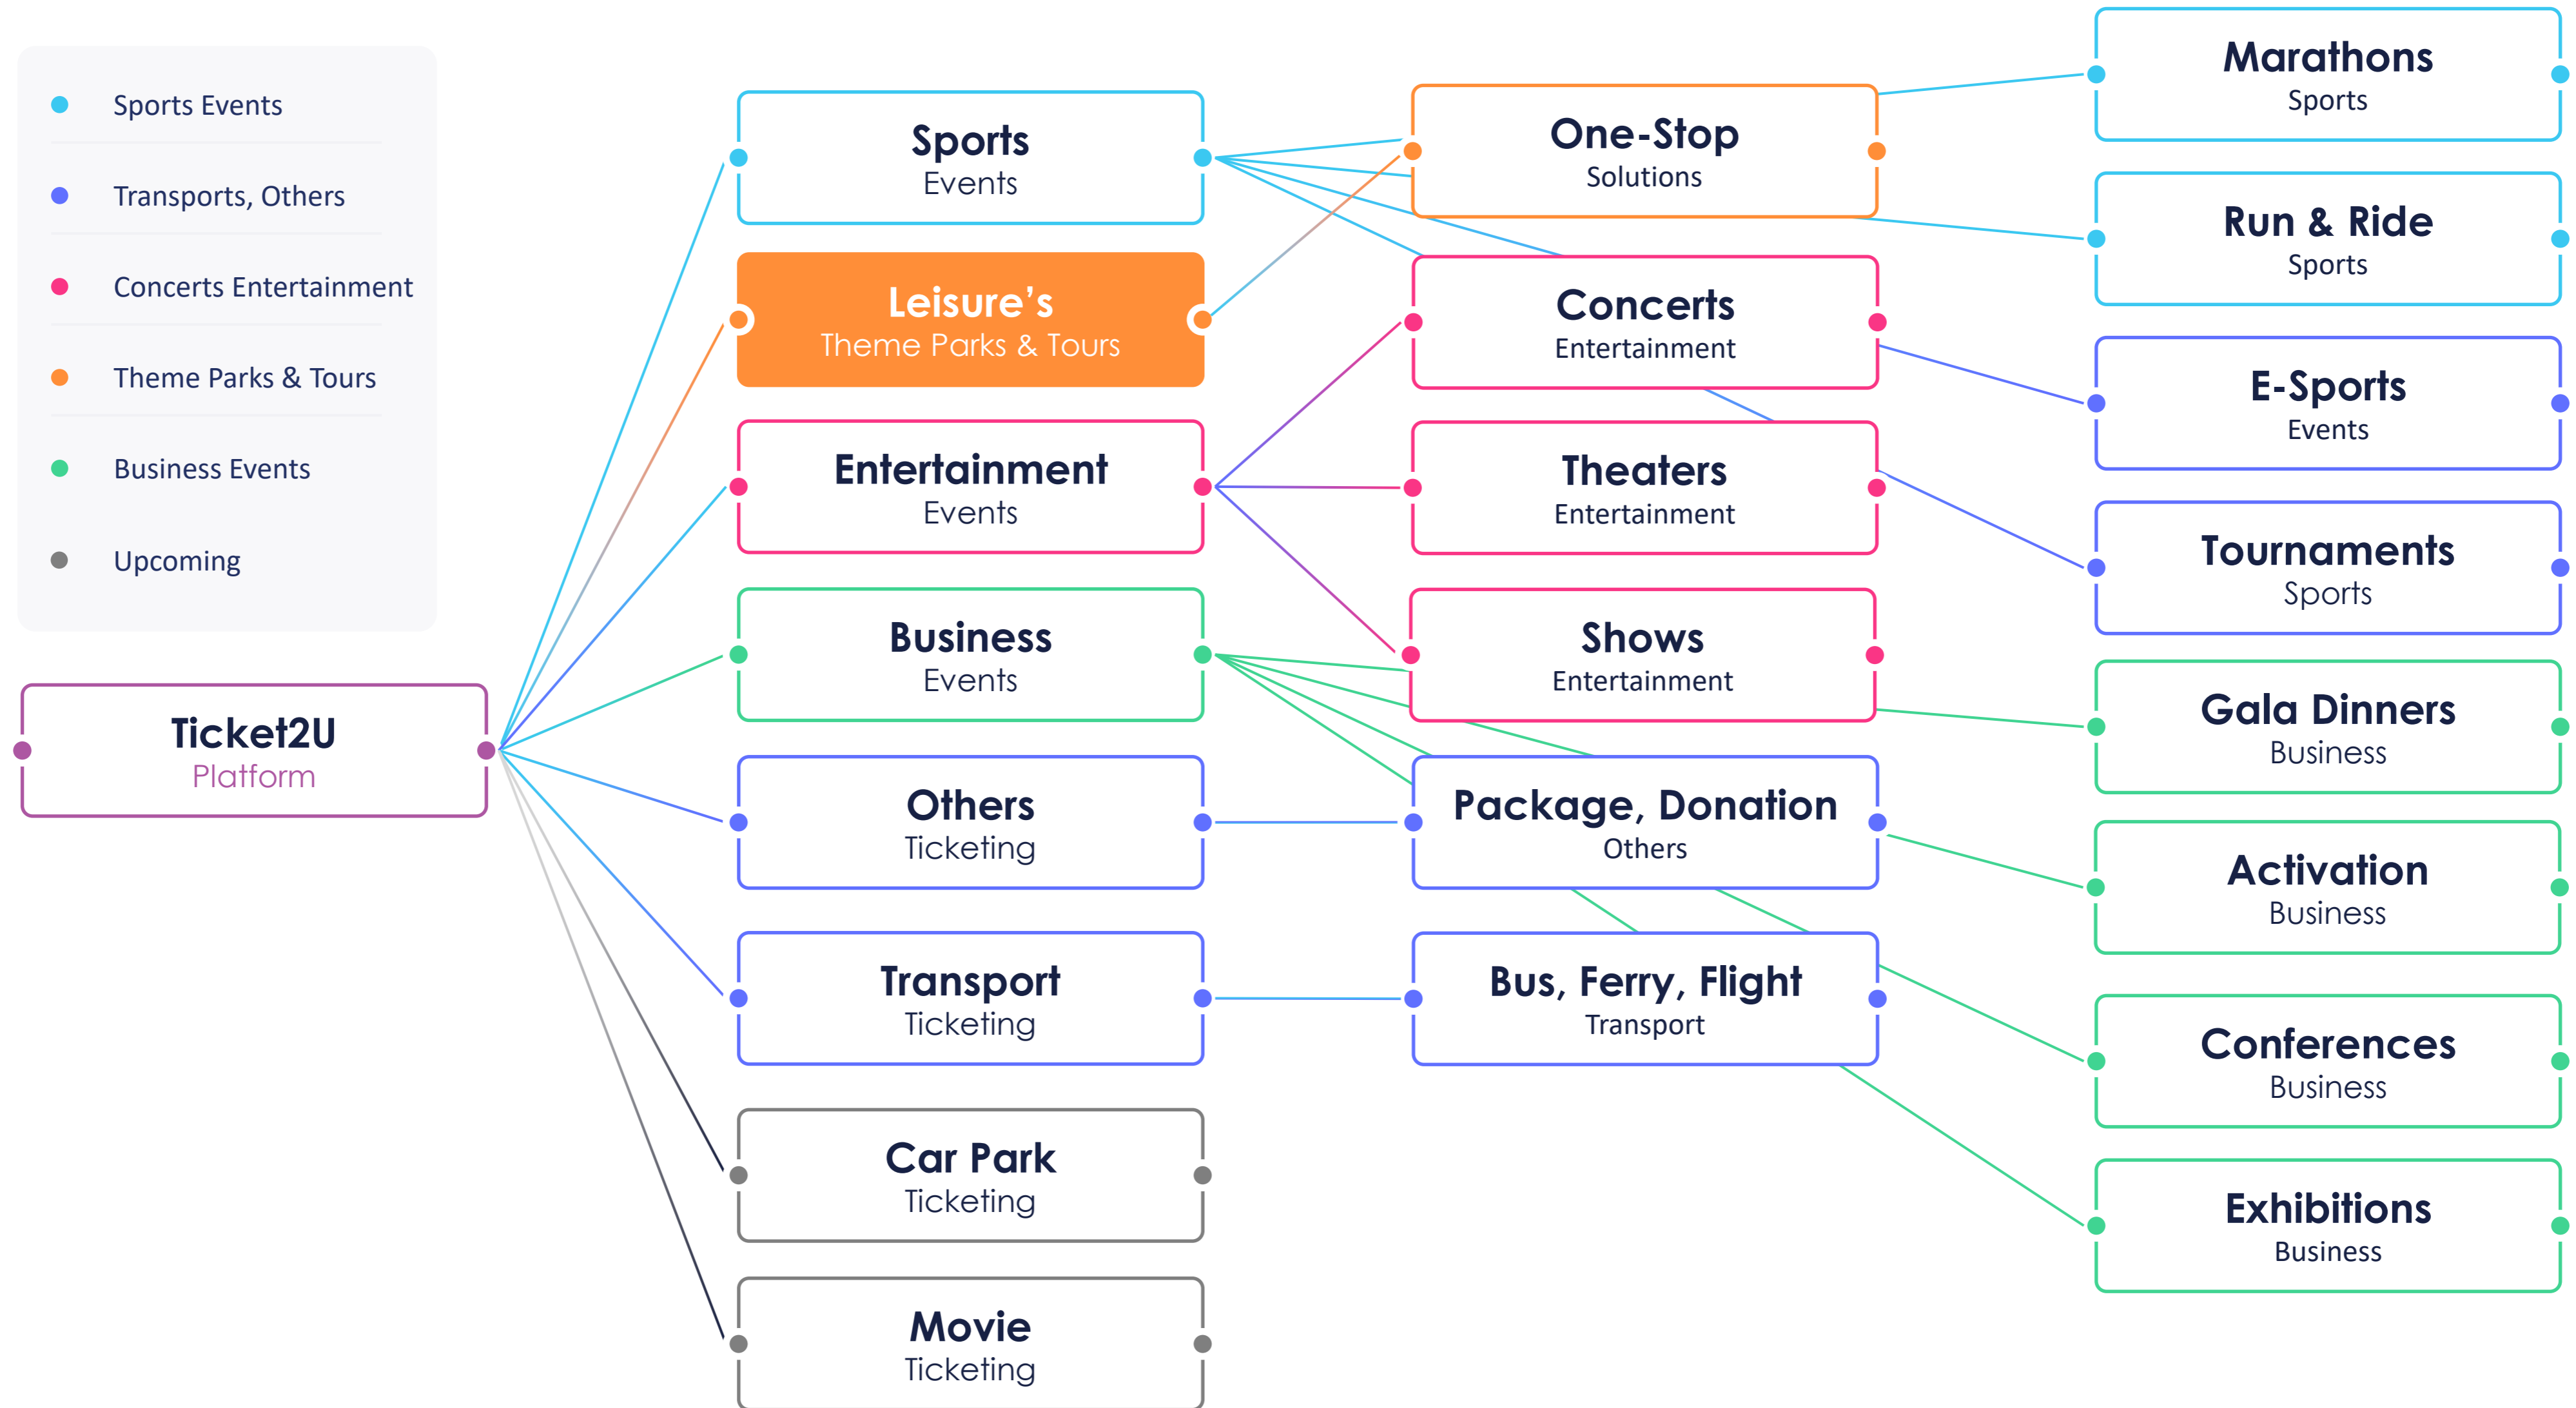 Sports Events
Transports, Others
Concerts Entertainment
Theme Parks & Tours
Business Events
Upcoming
Ticket2U
Platform
Sports
Events
Leisure’s
Theme Parks & Tours
Entertainment
Events
Business
Events
Others
Ticketing
Transport
Ticketing
Car Park
Ticketing
Movie
Ticketing
One-Stop
Solutions
Concerts
Entertainment
Theaters
Entertainment
Shows
Entertainment
Package, Donation
Others
Bus, Ferry, Flight
Transport
Marathons
Sports
Run & Ride
Sports
E-Sports
Events
Tournaments
Sports
Gala Dinners
Business
Activation
Business
Conferences
Business
Exhibitions
Business